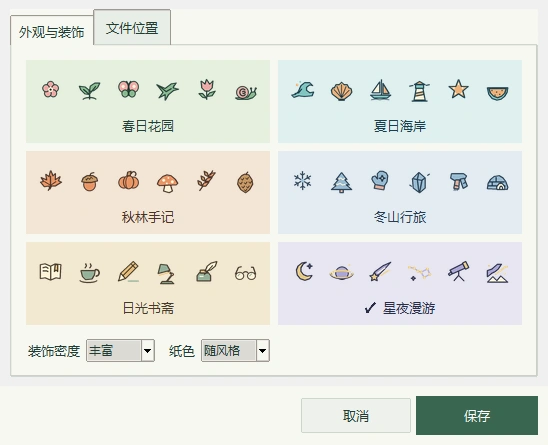 外观与装饰
文件位置
春日花园
夏日海岸
秋林手记
冬山行旅
日光书斋
✓ 星夜漫游
装饰密度 丰富 纸色 随风格
取消 保存